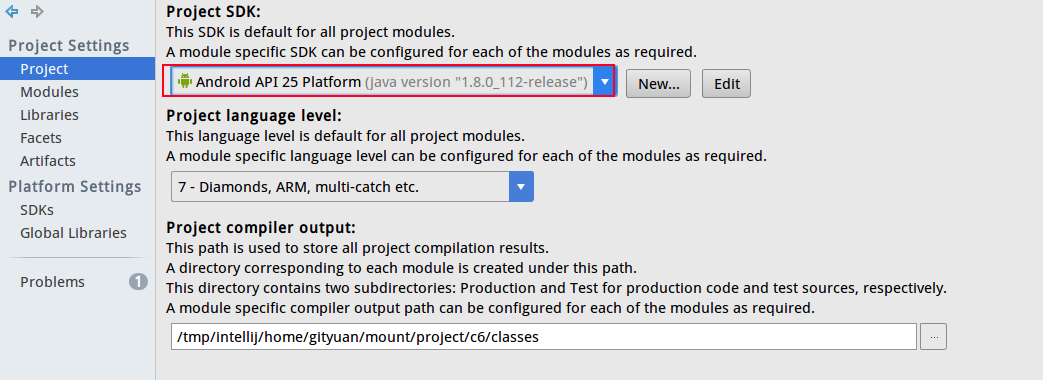 Project Settings
Project
Modules
Libraries
Facets
Artifacts
Platform Settings
SDKs
Global Libraries
Problems 1
Project SDK:
This SDK is default for all project modules.
A module specific SDK can be configured for each of the modules as required.
Android API 25 Platform (java version "1.8.0_112-release")
New... Edit
Project language level:
This language level is default for all project modules.
A module specific language level can be configured for each of the modules as required.
7 - Diamonds, ARM, multi-catch etc.
Project compiler output:
This path is used to store all project compilation results.
A directory corresponding to each module is created under this path.
This directory contains two subdirectories: Production and Test for production code and test sources, respectively.
A module specific compiler output path can be configured for each of the modules as required.
/tmp/intellij/home/gityuan/mount/project/c6/classes ...